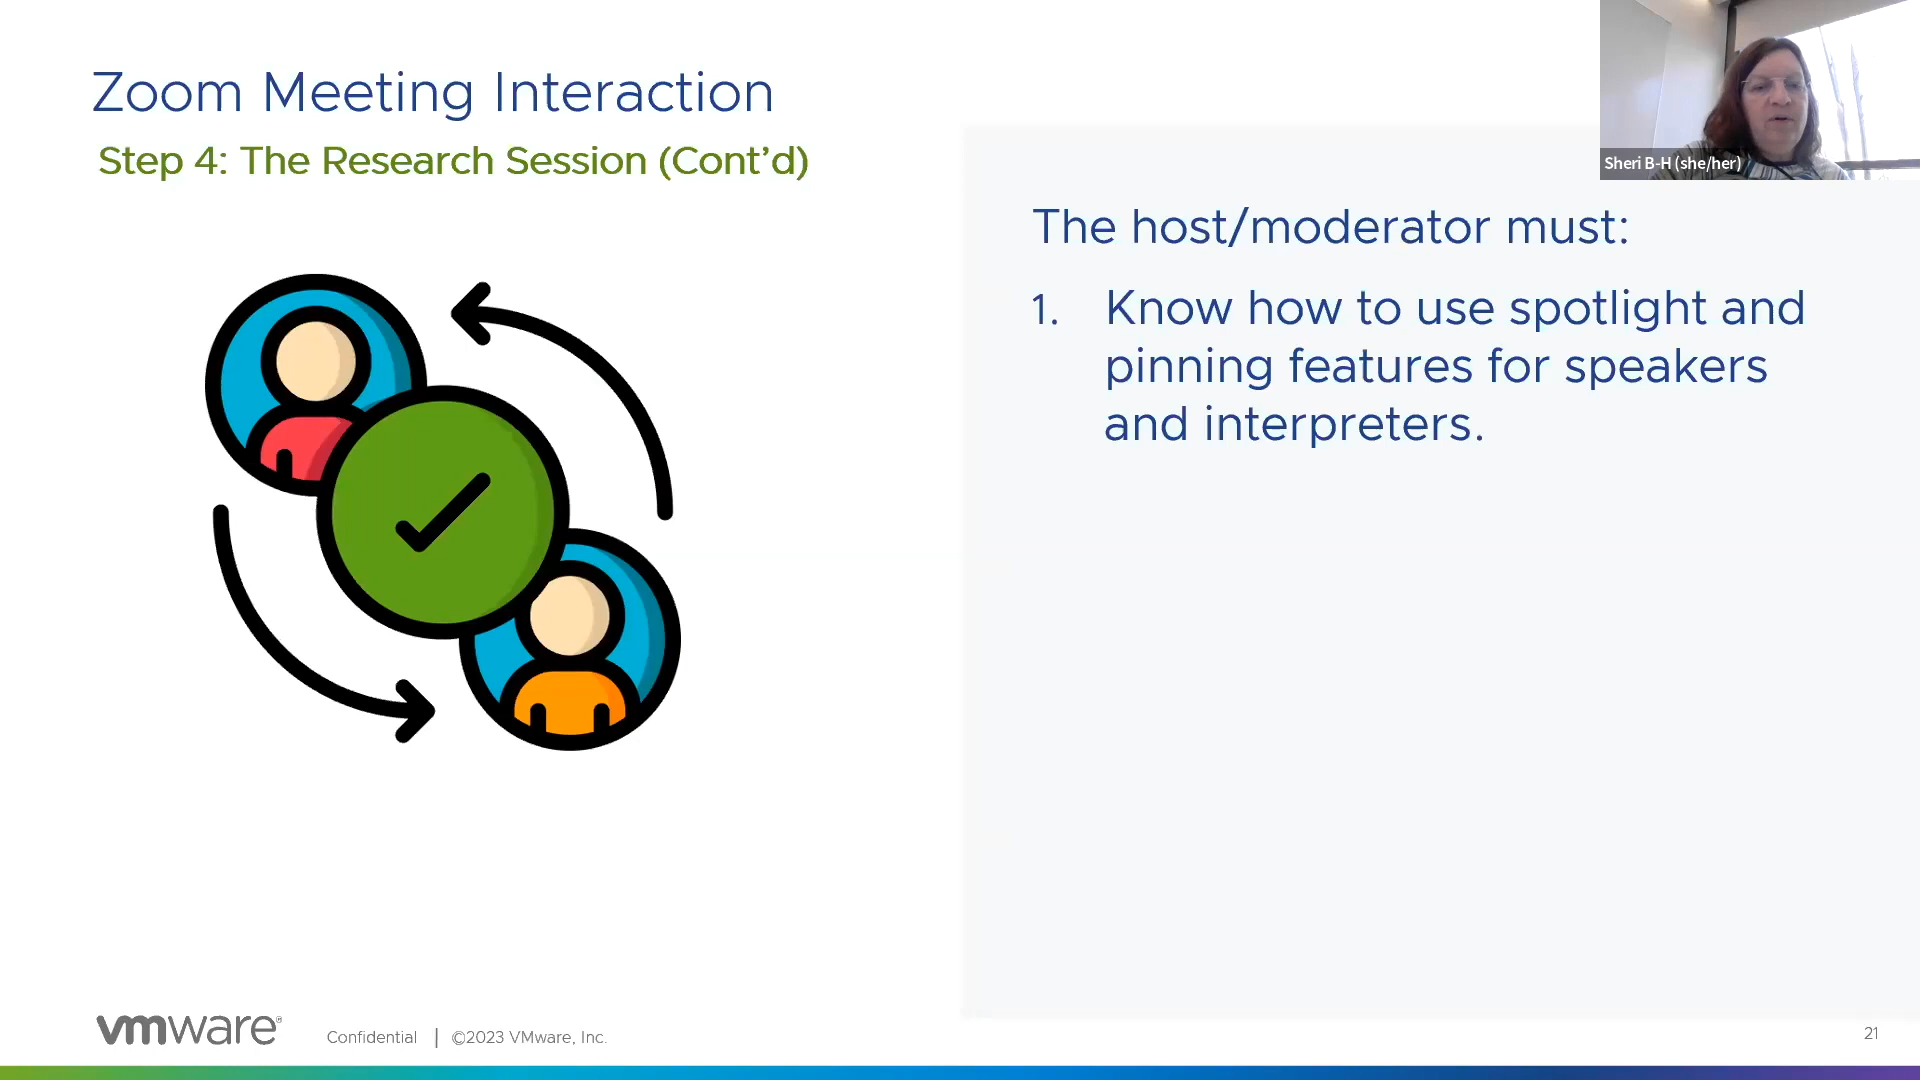 Zoom Meeting Interaction
Step 4: The Research Session (Cont’d)
Sheri B-H (she/her)
The host/moderator must:
1. Know how to use spotlight and
pinning features for speakers
and interpreters.
vmware®
Confidential | ©2023 VMware, Inc.
21